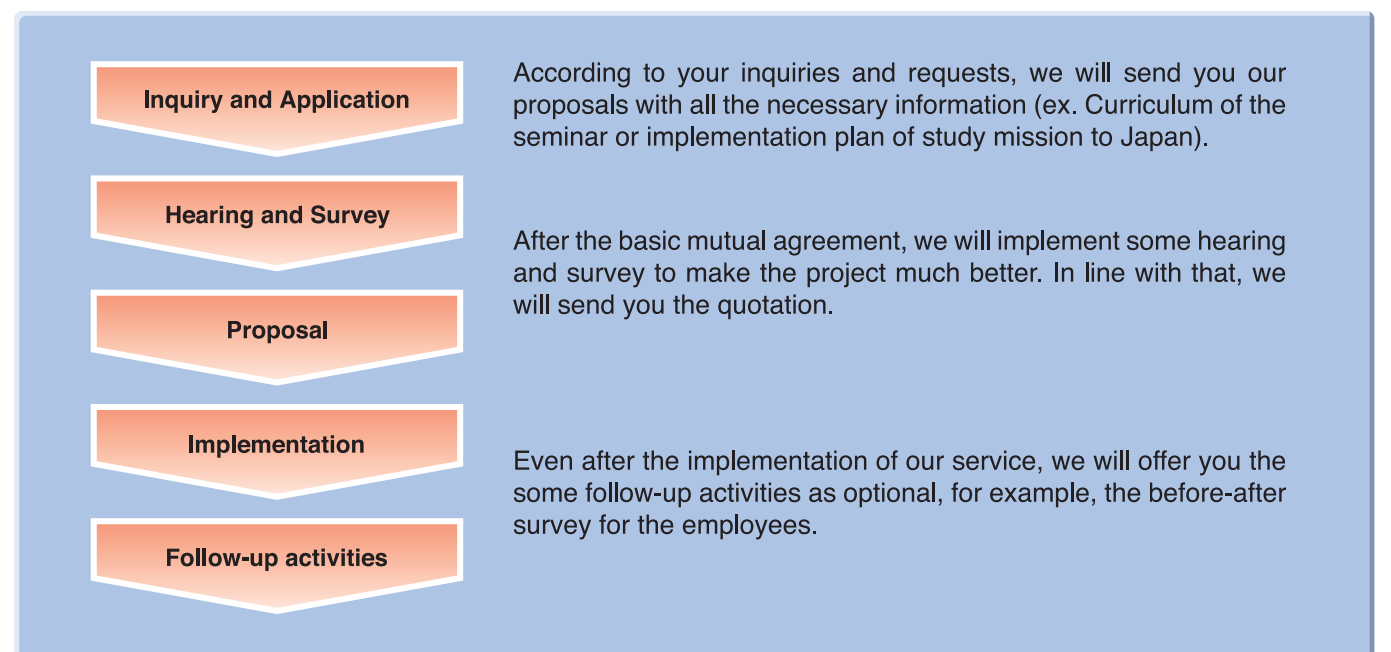 Inquiry and Application
According to your inquiries and requests, we will send you our
proposals with all the necessary information (ex. Curriculum of the
seminar or implementation plan of study mission to Japan).
Hearing and Survey
After the basic mutual agreement, we will implement some hearing
and survey to make the project much better. In line with that, we
will send you the quotation.
Proposal
Implementation
Even after the implementation of our service, we will offer you the
some follow-up activities as optional, for example, the before-after
survey for the employees.
Follow-up activities